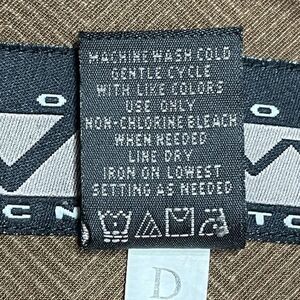 MACHINE WASH COLD
GENTLE CYCLE
WITH LIKE COLORS
USE ONLY
NON-CHLORINE BLEACH
WHEN NEEDED
LINE DRY
IRON ON LOWEST
SETTING AS NEEDED
D